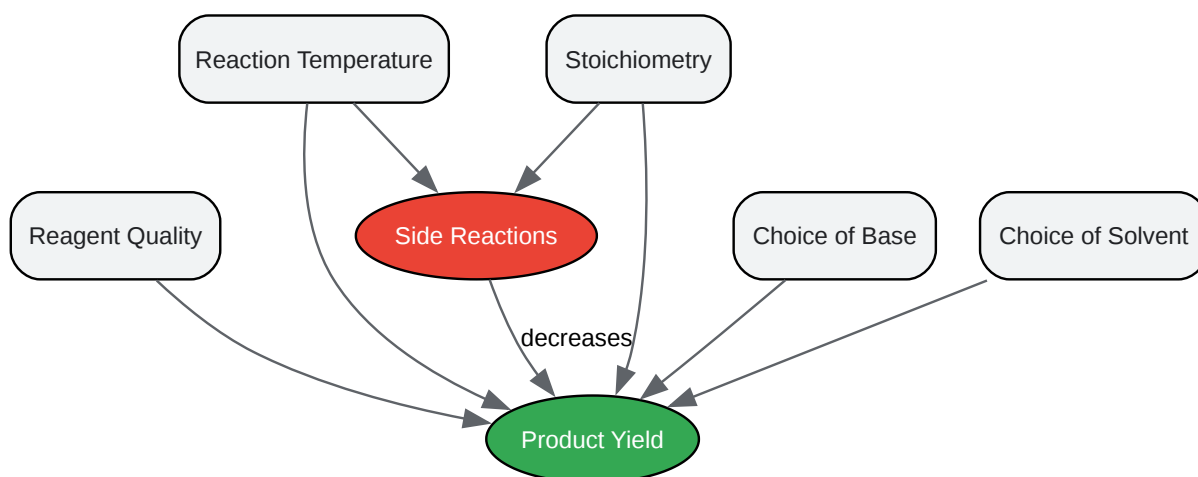 Reaction Temperature
Stoichiometry
Reagent Quality
Side Reactions
Choice of Base
Choice of Solvent
decreases
Product Yield